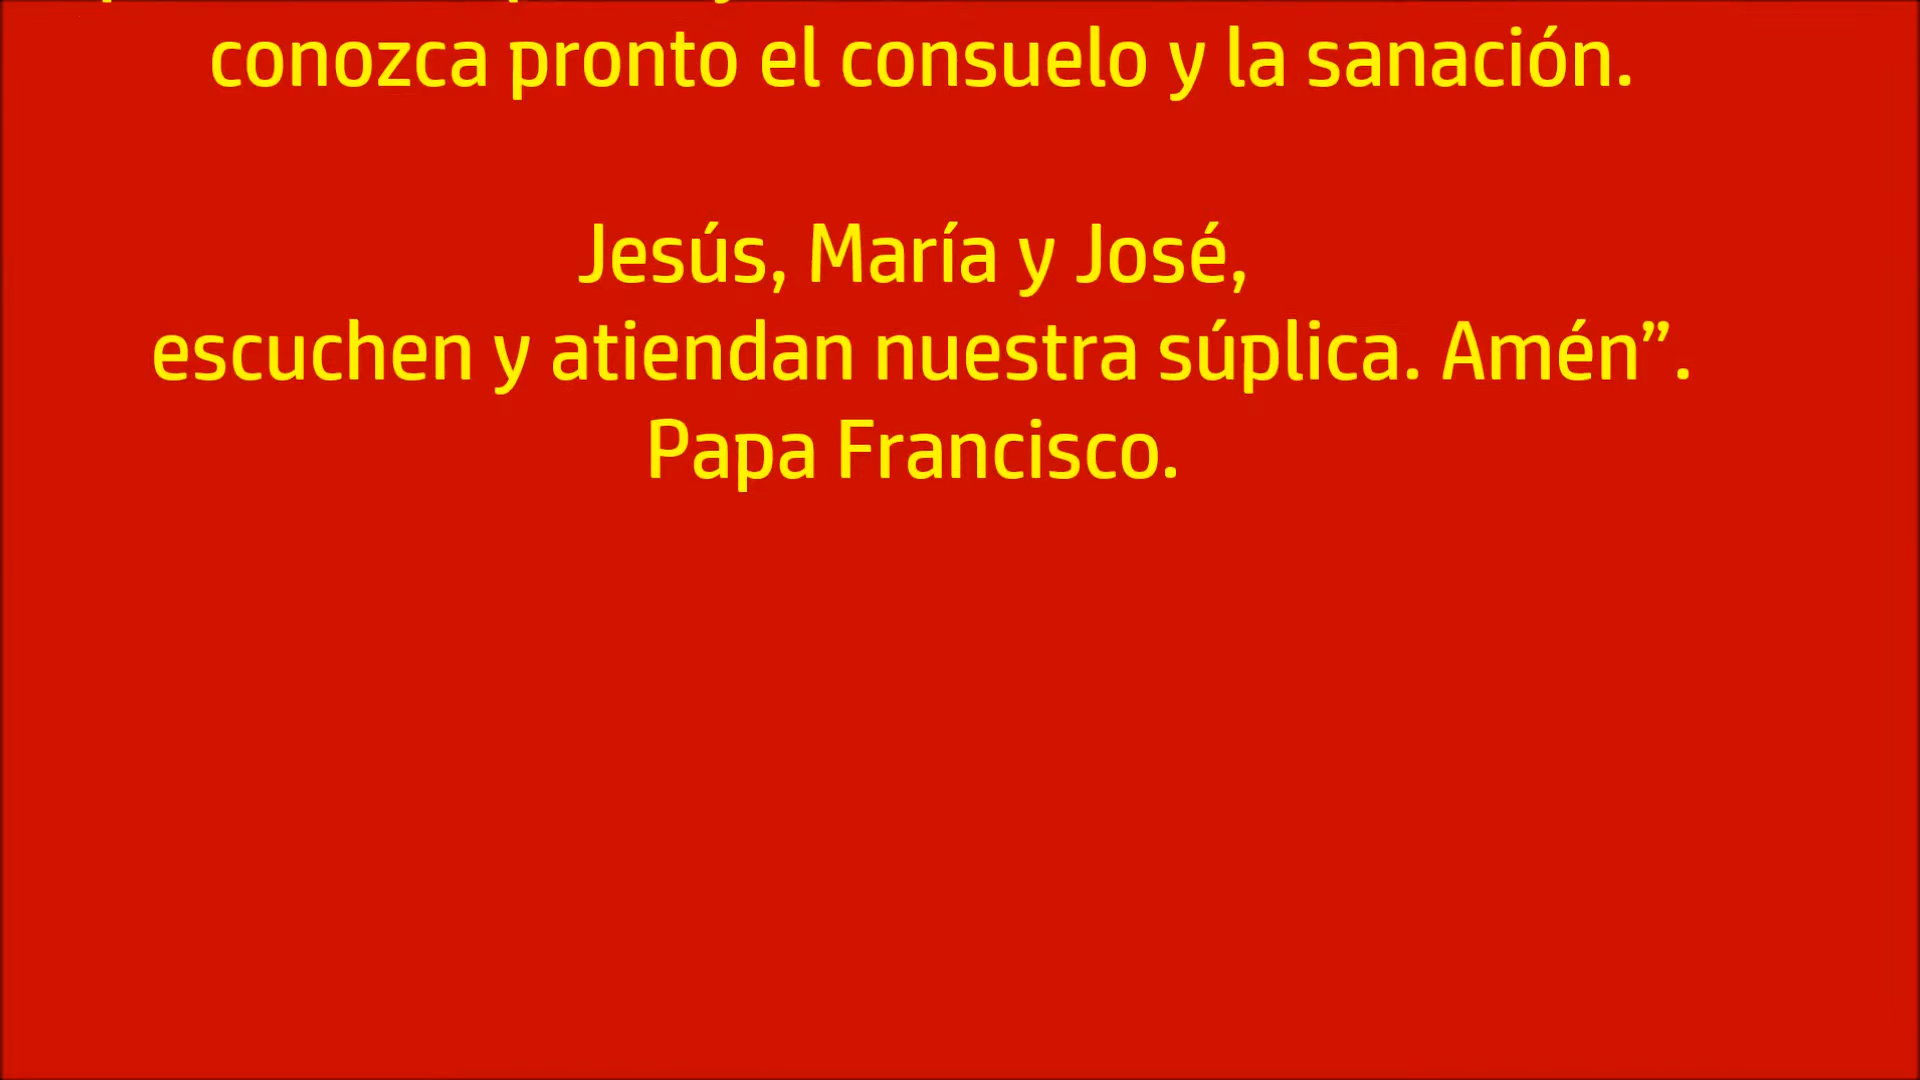 conozca pronto el consuelo y la sanación.
Jesús, María y José,
escuchen y atiendan nuestra súplica. Amén”.
Papa Francisco.